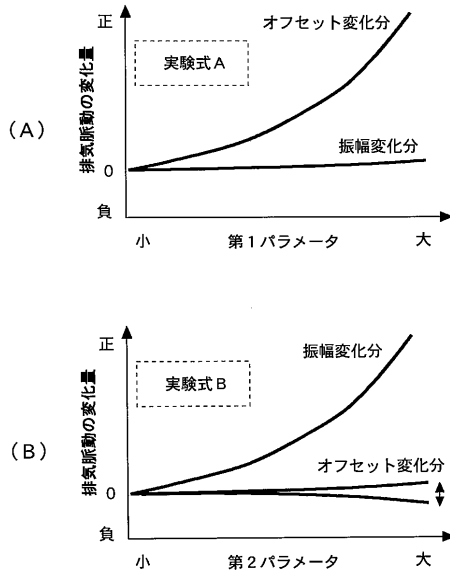 (A)
排気脈動の変化量
正
0
負
実験式A
オフセット変化分
振幅変化分
小
第1パラメータ
大
(B)
排気脈動の変化量
正
0
負
実験式B
振幅変化分
オフセット変化分
小
第2パラメータ
大